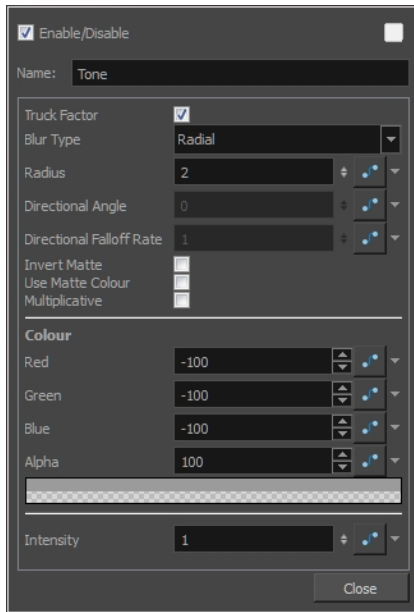 Enable/Disable
Name: Tone
Truck Factor
Blur Type Radial
Radius 2
Directional Angle 0
Directional Falloff Rate 1
Invert Matte
Use Matte Colour
Multiplicative
Colour
Red -100
Green -100
Blue -100
Alpha 100
Intensity 1
Close